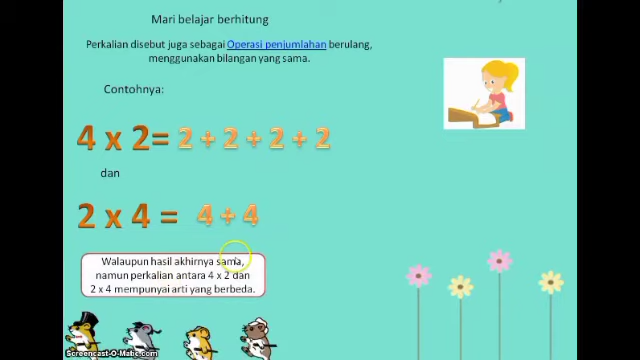 Mari belajar berhitung
Perkalian disebut juga sebagai Operasi penjumlahan berulang,
menggunakan bilangan yang sama.
Contohnya:
4 x 2= 2 + 2 + 2 + 2
dan
2 x 4 = 4 + 4
Walaupun hasil akhirnya sama,
namun perkalian antara 4 x 2 dan
2 x 4 mempunyai arti yang berbeda.
Screencast-O-Matic.com